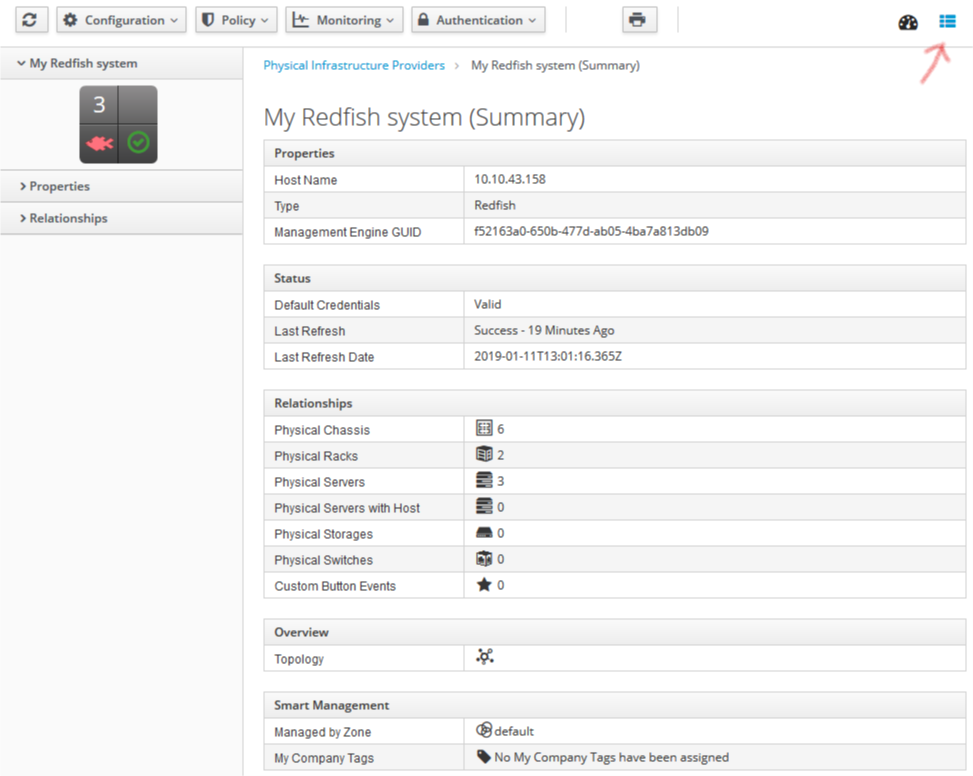 Configuration Policy Monitoring Authentication
My Redfish system
3
Properties
Relationships
Physical Infrastructure Providers > My Redfish system (Summary)
My Redfish system (Summary)
Properties
Host Name 10.10.43.158
Type Redfish
Management Engine GUID f52163a0-650b-477d-ab05-4ba7a813db09
Status
Default Credentials Valid
Last Refresh Success - 19 Minutes Ago
Last Refresh Date 2019-01-11T13:01:16.365Z
Relationships
Physical Chassis 6
Physical Racks 2
Physical Servers 3
Physical Servers with Host 0
Physical Storages 0
Physical Switches 0
Custom Button Events 0
Overview
Topology
Smart Management
Managed by Zone default
My Company Tags No My Company Tags have been assigned